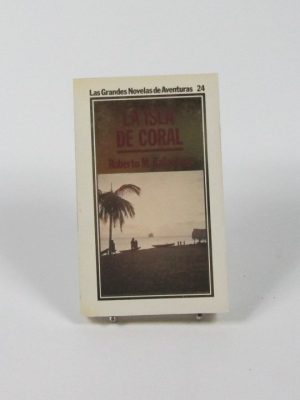 Las Grandes Novelas de Aventuras 24
LA ISLA
DE CORAL
Roberto M.